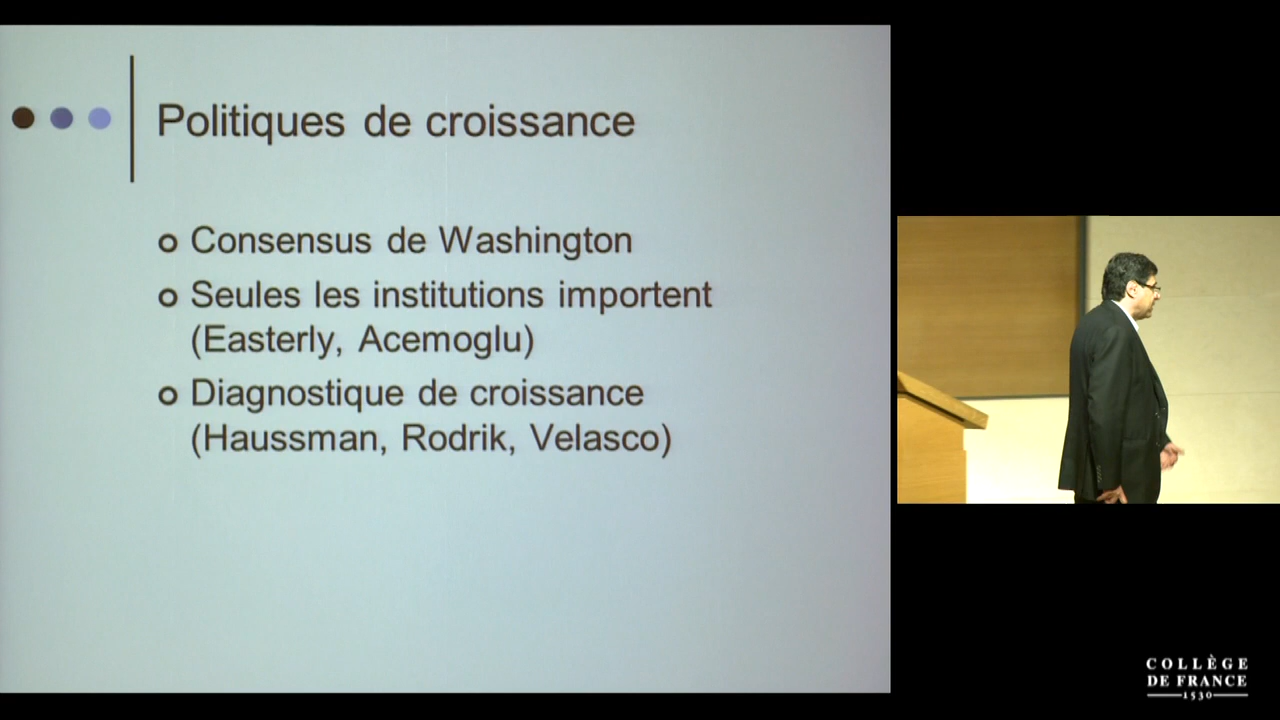 Politiques de croissance
Consensus de Washington
Seules les institutions importent
(Easterly, Acemoglu)
Diagnostique de croissance
(Haussman, Rodrik, Velasco)
COLLÈGE
DE FRANCE
1530